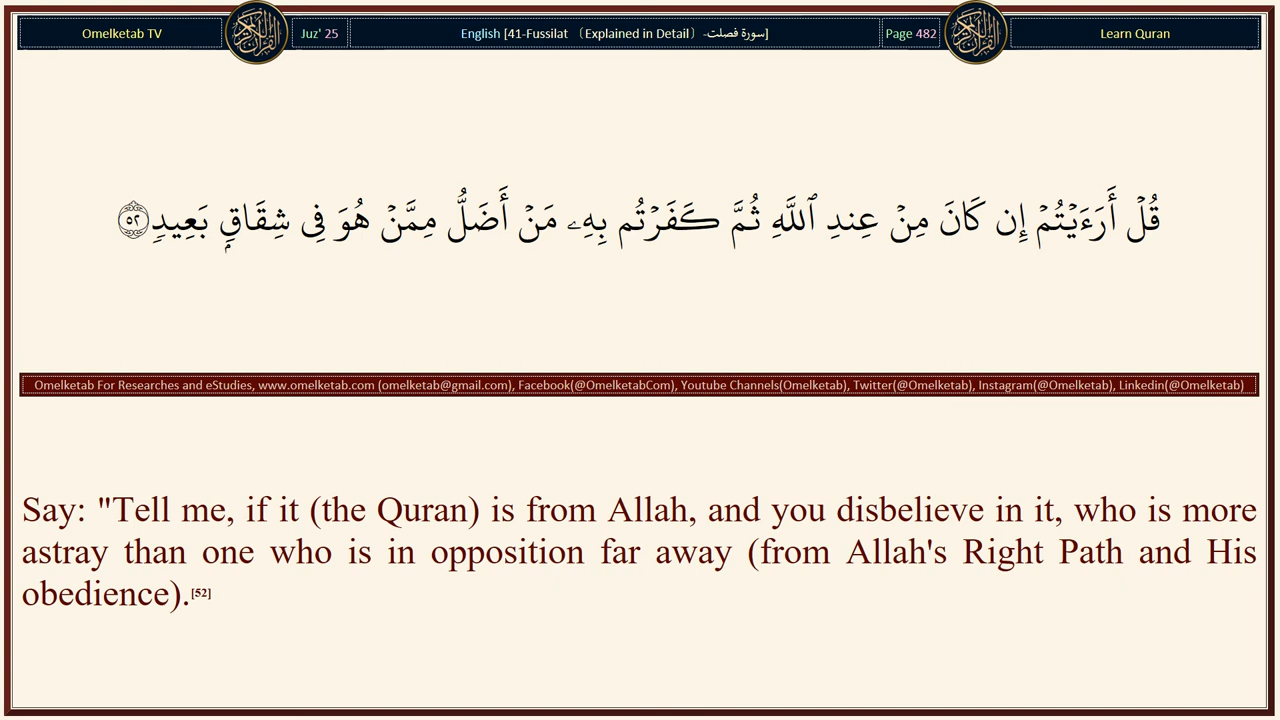 Omelketab TV
Juz' 25
English [41-Fussilat （Explained in Detail） -سورة فصلت]
Page 482
Learn Quran
قُلۡ أَرَءَيۡتُمۡ إِن كَانَ مِنۡ عِندِ ٱللَّهِ ثُمَّ كَفَرۡتُم بِهِۦ مَنۡ أَضَلُّ مِمَّنۡ هُوَ فِى شِقَاقِۭ بَعِيدٖ ٥٢
Omelketab For Researches and eStudies, www.omelketab.com (omelketab@gmail.com), Facebook(@OmelketabCom), Youtube Channels(Omelketab), Twitter(@Omelketab), Instagram(@Omelketab), Linkedin(@Omelketab)
Say: "Tell me, if it (the Quran) is from Allah, and you disbelieve in it, who is more
astray than one who is in opposition far away (from Allah's Right Path and His
obedience).[52]